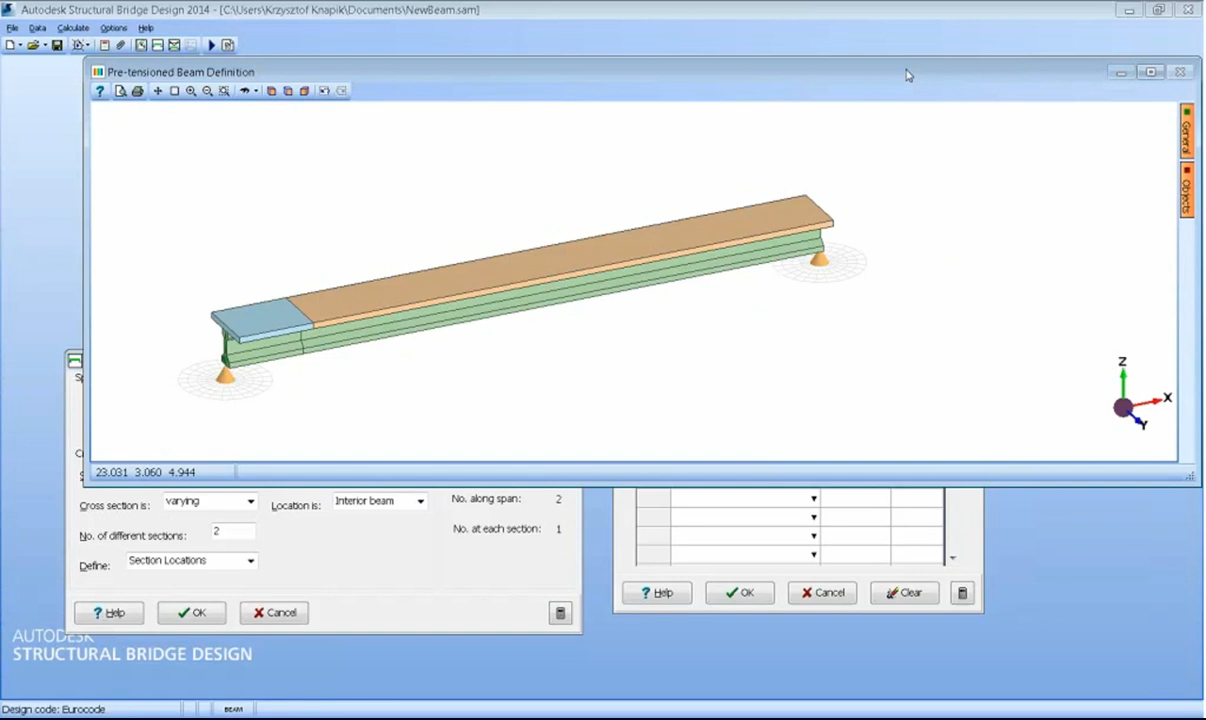 Autodesk Structural Bridge Design 2014 - [C:\Users\Krzysztof Knapik\Documents\NewBeam.sam]
File Data Calculate Options Help
Pre-tensioned Beam Definition
General
Objects
Z
X
Y
23.031 3.060 4.944
Cross section is: varying Location is: Interior beam No. along span: 2
No. of different sections: 2 No. at each section: 1
Define: Section Locations
Help OK Cancel
Help OK Cancel Clear
AUTODESK
STRUCTURAL BRIDGE DESIGN
Design code: Eurocode BEAM